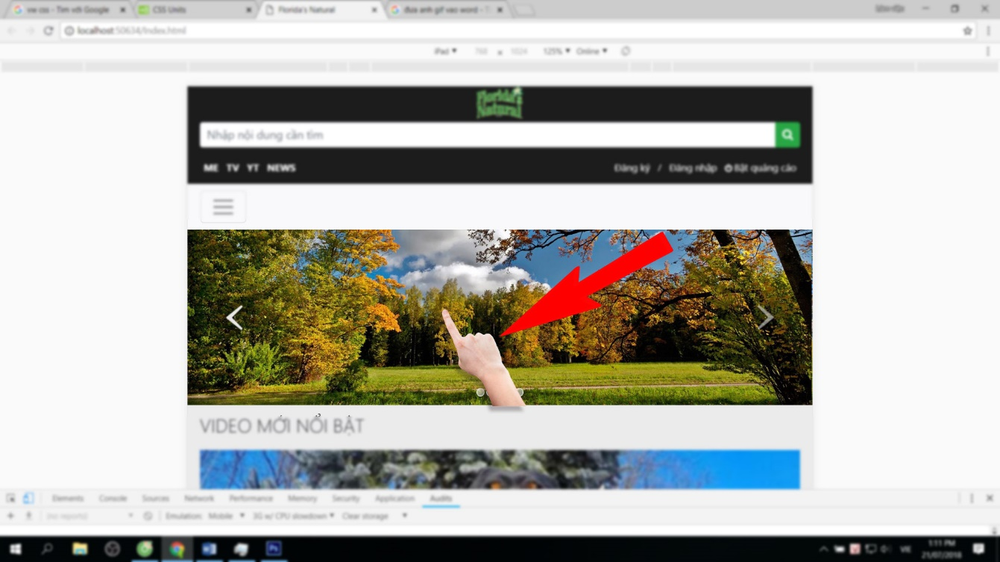 vw css - Tìm với Google
CSS Units
Florida's Natural
đưa anh gif vao word - T
localhost:50634/Index.html
iPad 768 × 1024 125% Online
Florida's
Natural
Nhập nội dung cần tìm
ME TV YT NEWS
Đăng ký / Đăng nhập Bật quảng cáo
VIDEO MỚI NỔI BẬT
Elements Console Sources Network Performance Memory Security Application Audits
(no reports) Emulation: Mobile 3G w/ CPU slowdown Clear storage
VIE
1:11 PM
21/07/2018